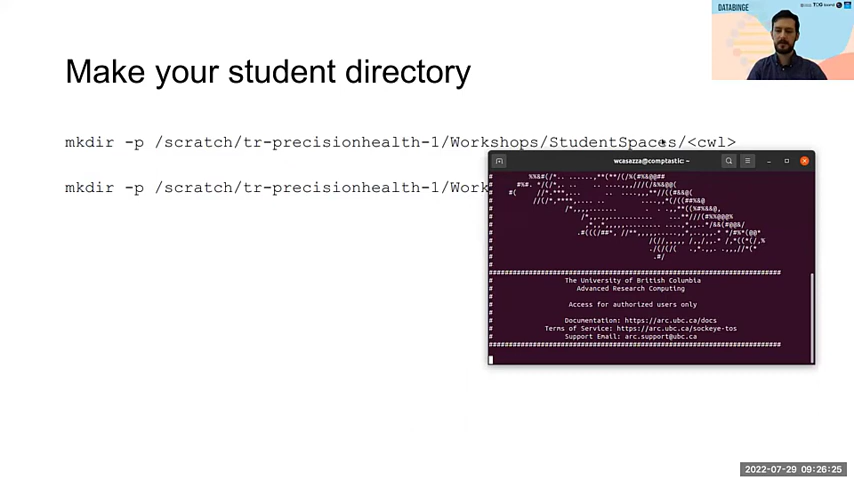 DATABINGE
Make your student directory
mkdir -p /scratch/tr-precisionhealth-1/Workshops/StudentSpaces/<cwl>
mkdir -p /scratch/tr-precisionhealth-1/Work
wcasazza@comptastic: ~
The University of British Columbia
Advanced Research Computing
Access for authorized users only
Documentation: https://arc.ubc.ca/docs
Terms of Service: https://arc.ubc.ca/sockeye-tos
Support Email: arc.support@ubc.ca
2022-07-29 09:26:25